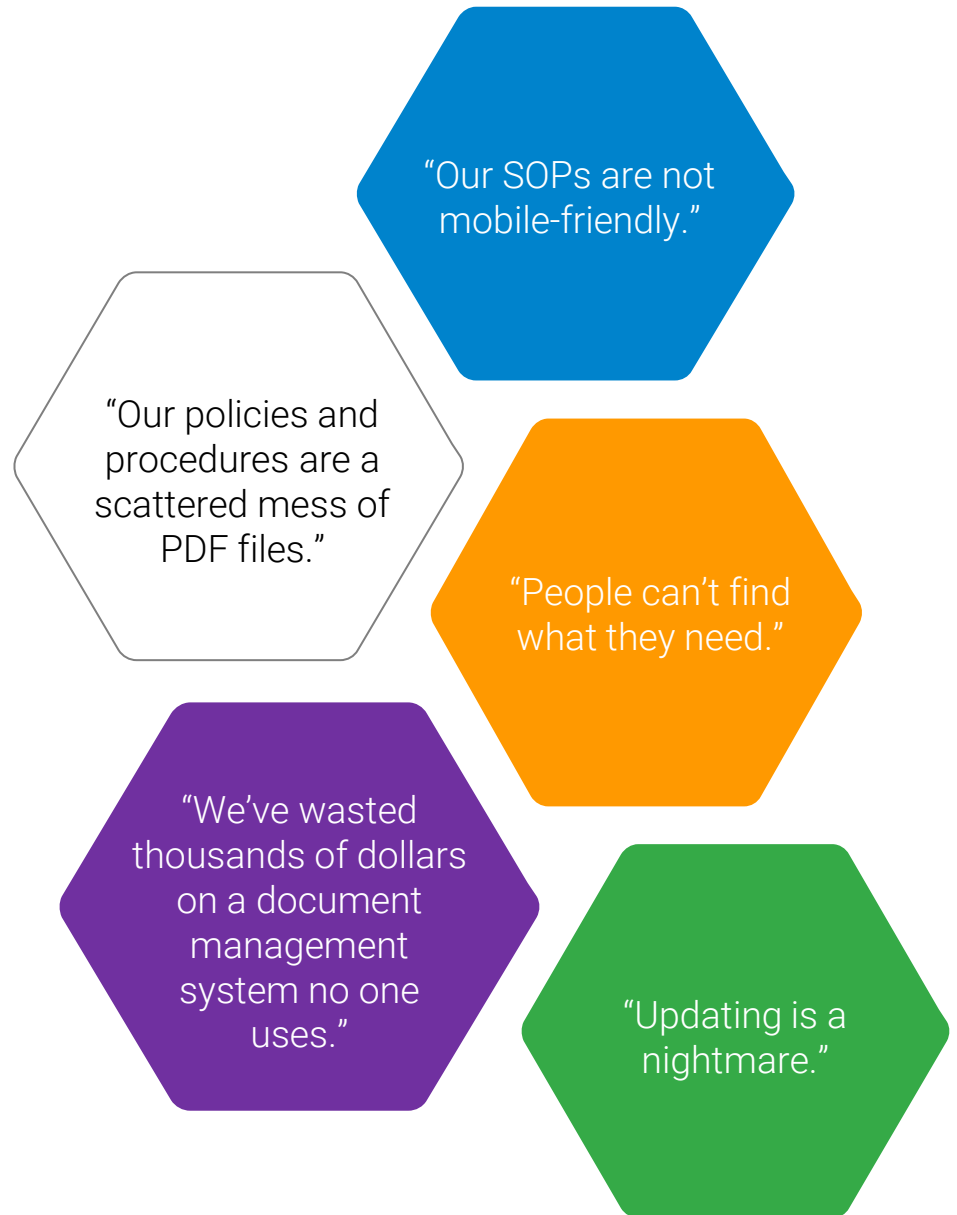 “Our SOPs are not
mobile-friendly.”
“Our policies and
procedures are a
scattered mess of
PDF files.”
“People can’t find
what they need.”
“We’ve wasted
thousands of dollars
on a document
management
system no one
uses.”
“Updating is a
nightmare.”